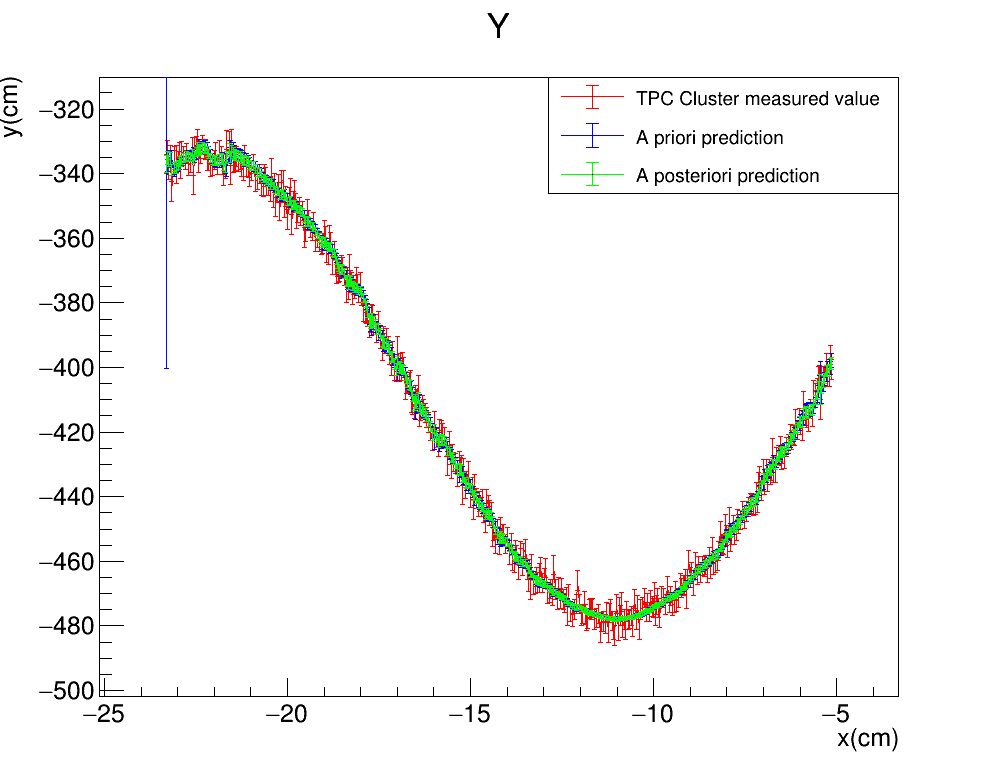 Y
y(cm)
TPC Cluster measured value
A priori prediction
A posteriori prediction
−320
−340
−360
−380
−400
−420
−440
−460
−480
−500
−25 −20 −15 −10 −5
x(cm)